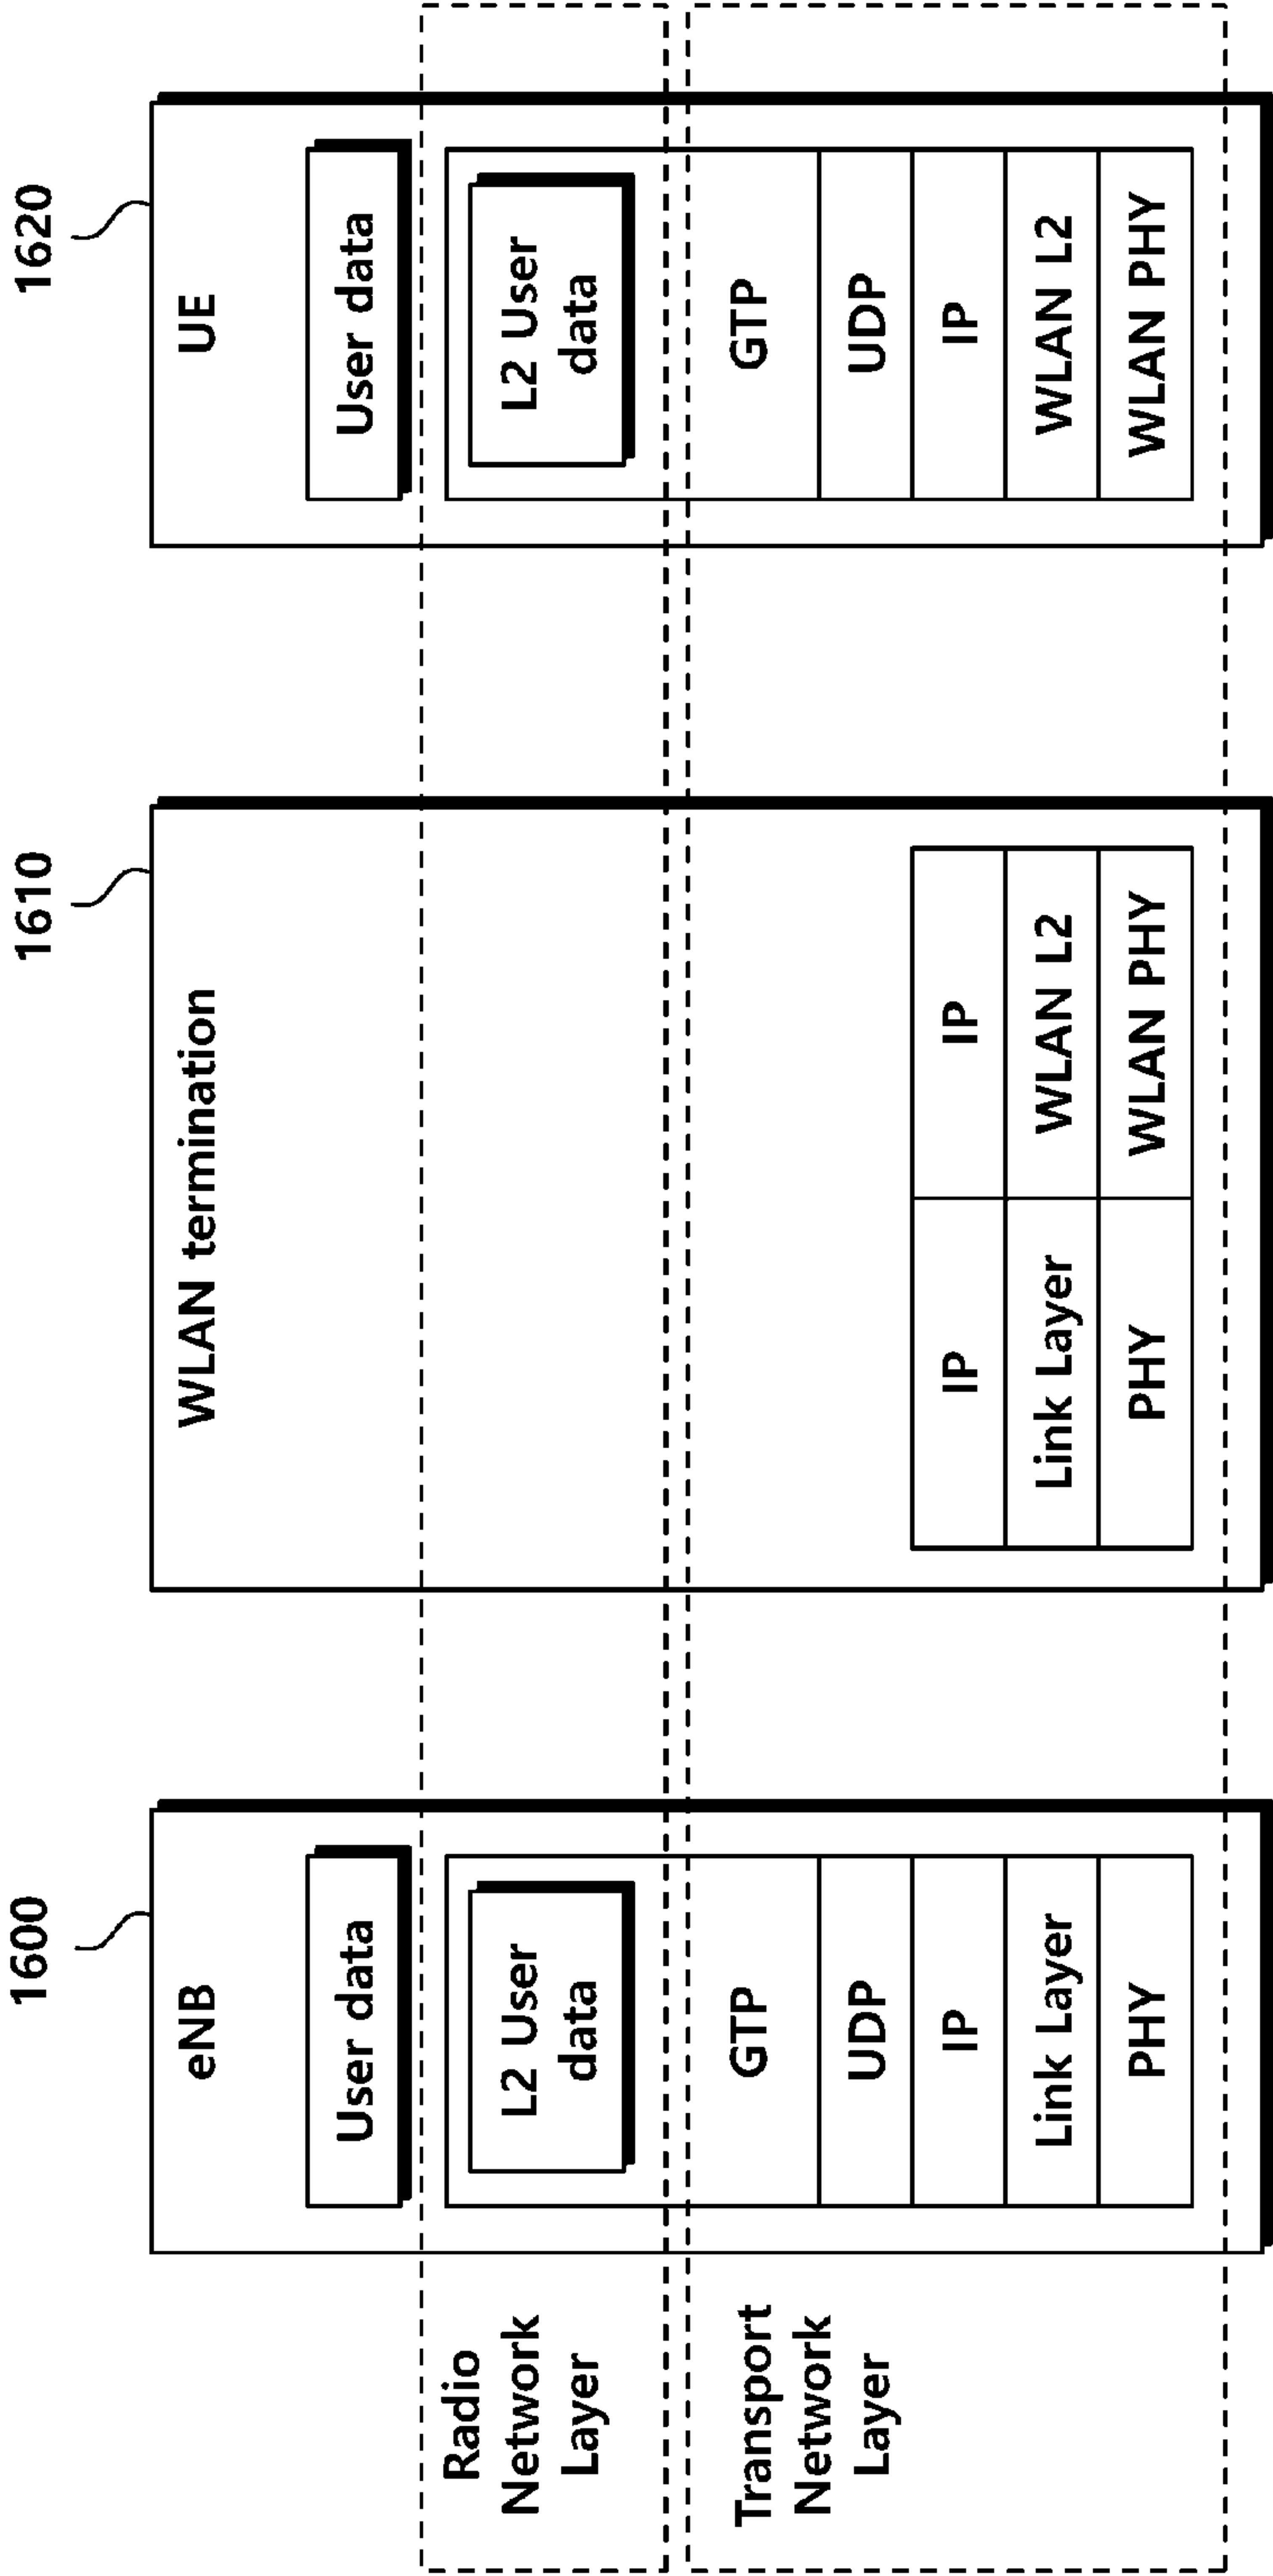 1600
1610
1620
eNB
WLAN termination
UE
User data
User data
Radio
Network
Layer
L2 User
data
L2 User
data
Transport
Network
Layer
GTP
UDP
IP
Link Layer
PHY
IP
IP
Link Layer
WLAN L2
PHY
WLAN PHY
GTP
UDP
IP
WLAN L2
WLAN PHY